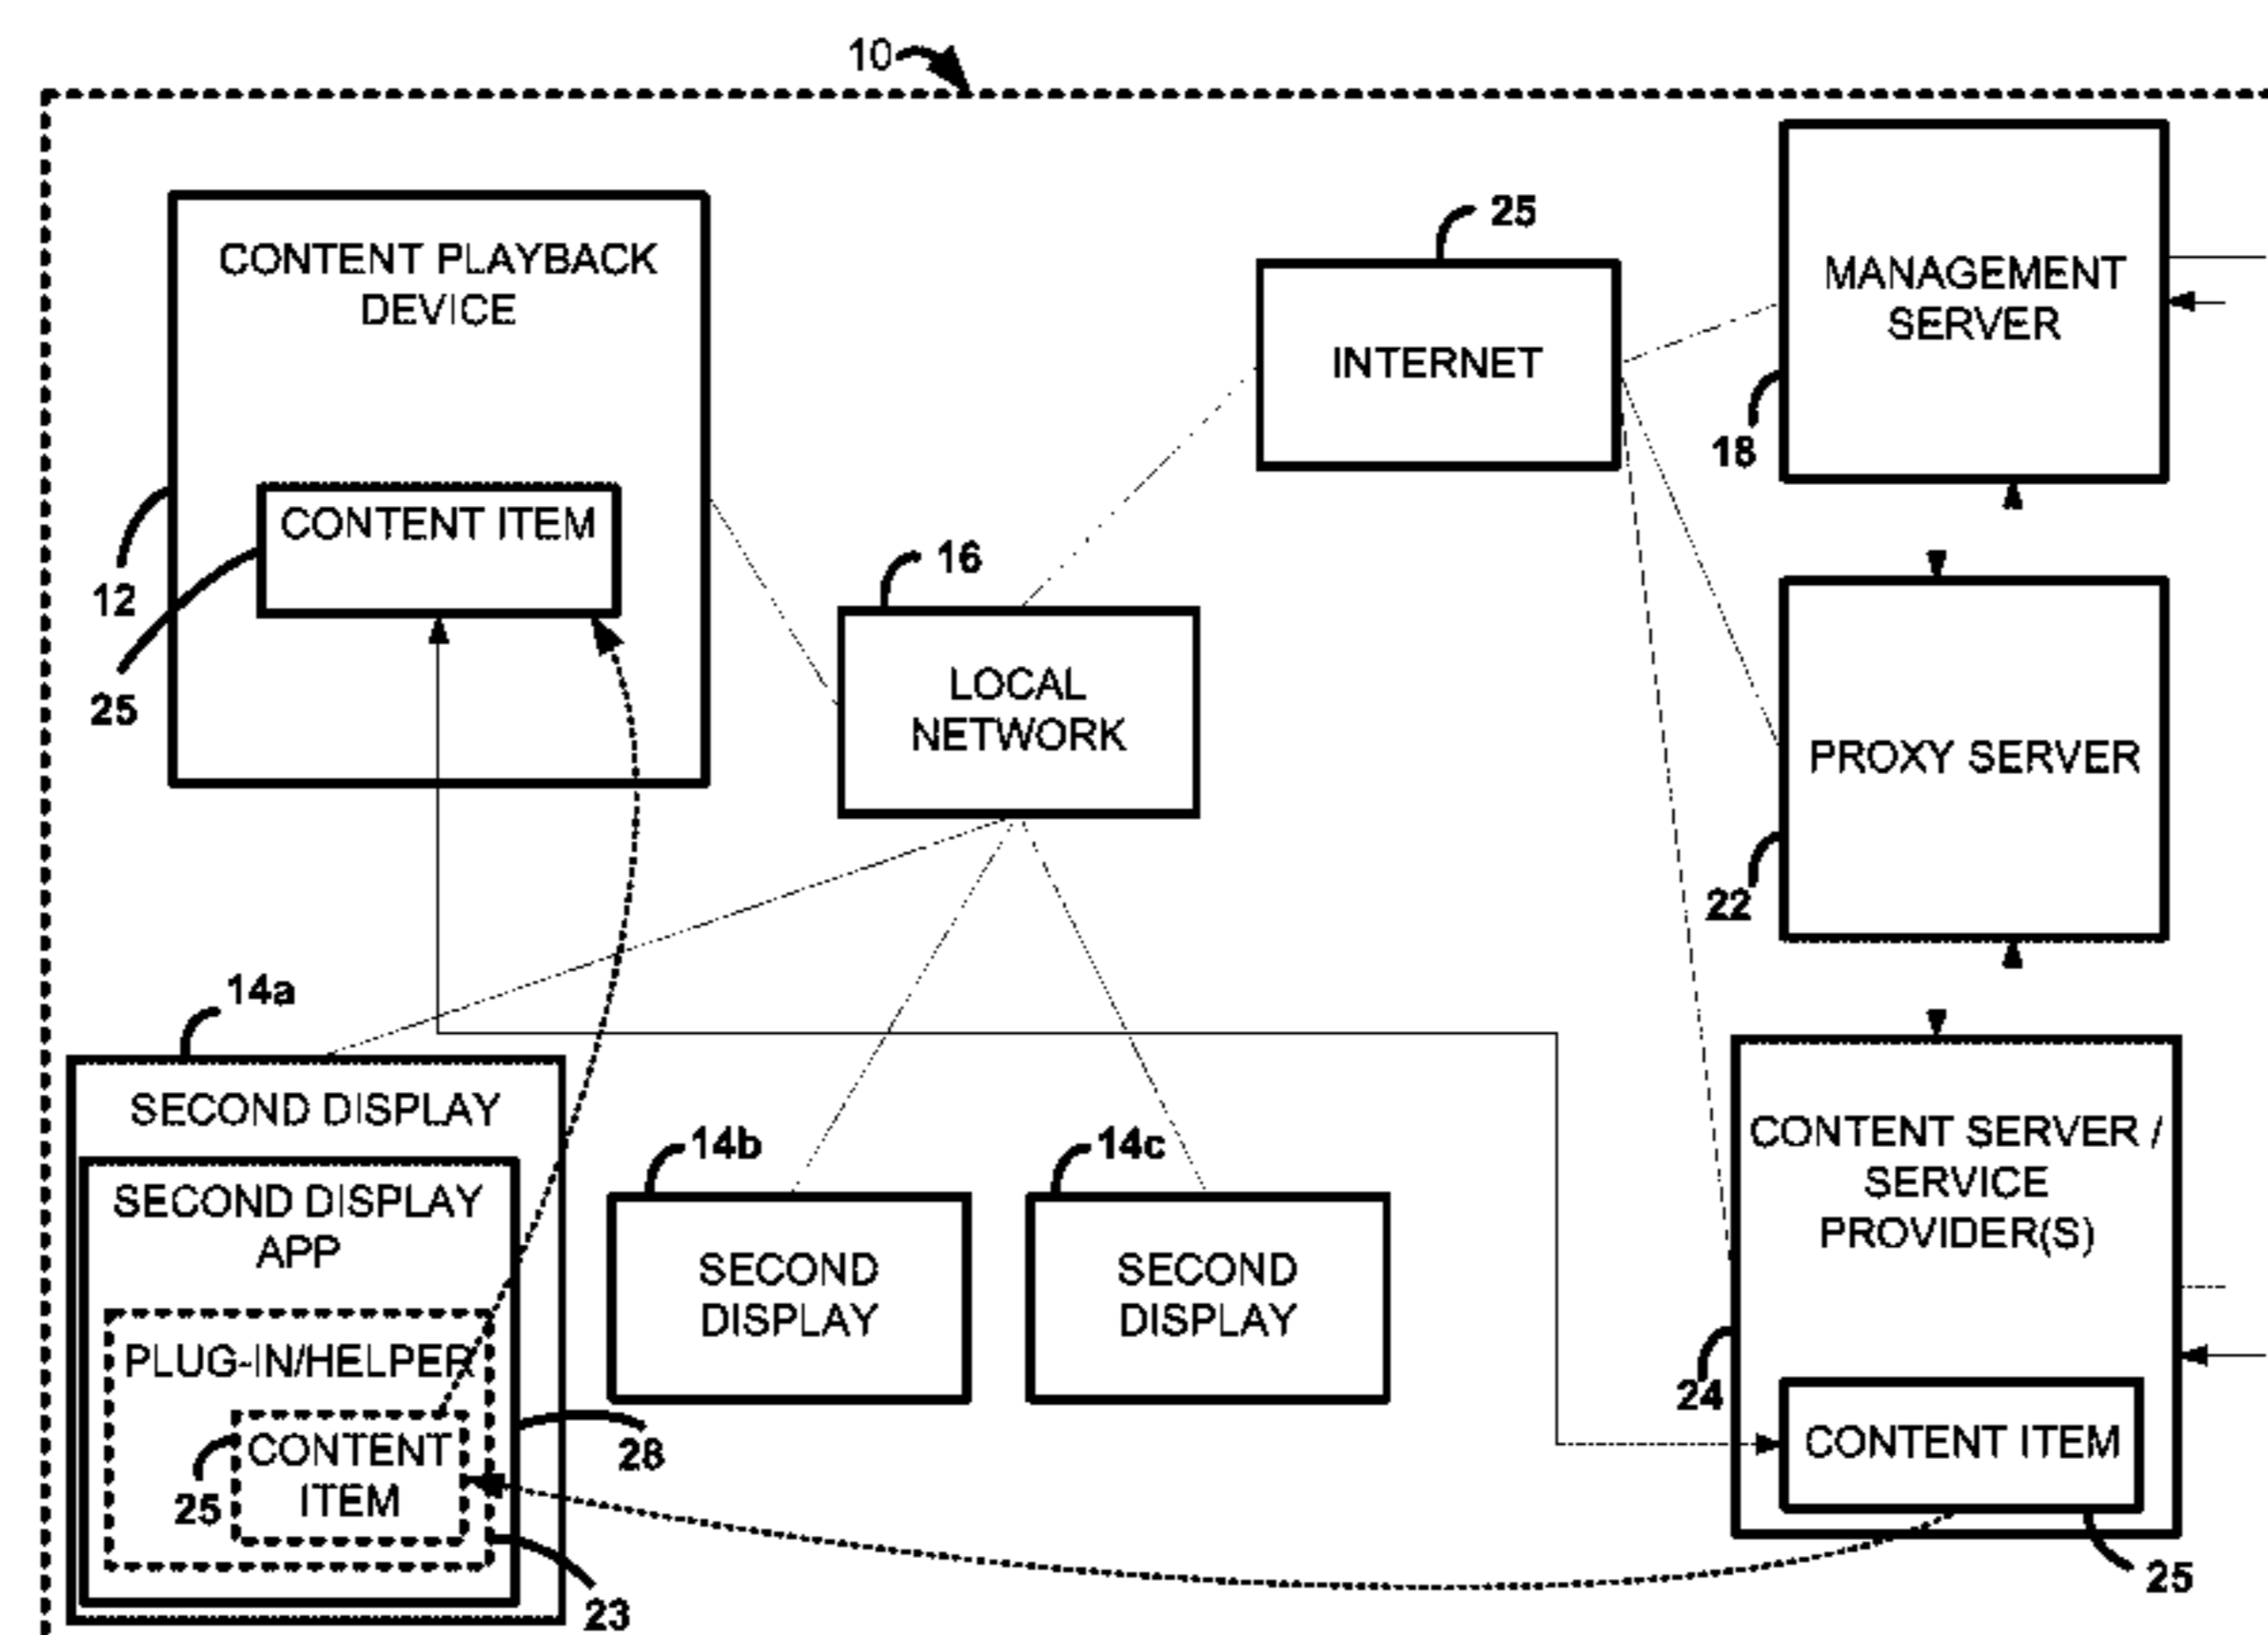 10
CONTENT PLAYBACK
DEVICE
CONTENT ITEM
12
25
25
INTERNET
MANAGEMENT
SERVER
18
16
LOCAL
NETWORK
PROXY SERVER
22
14a
SECOND DISPLAY
SECOND DISPLAY
APP
PLUG-IN/HELPER
CONTENT
ITEM
25
28
23
14b
SECOND
DISPLAY
14c
SECOND
DISPLAY
CONTENT SERVER /
SERVICE
PROVIDER(S)
24
CONTENT ITEM
25